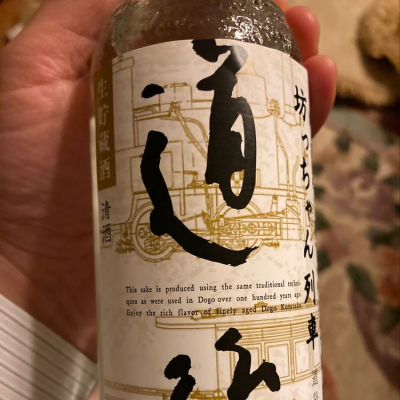 坊っちゃん列車
道
生貯蔵酒
清酒
This sake is produced using the same traditional techni-
ques as were used in Dogo over one hundred years ago.
Enjoy the rich flavor of finely aged Dogo Kuratake.